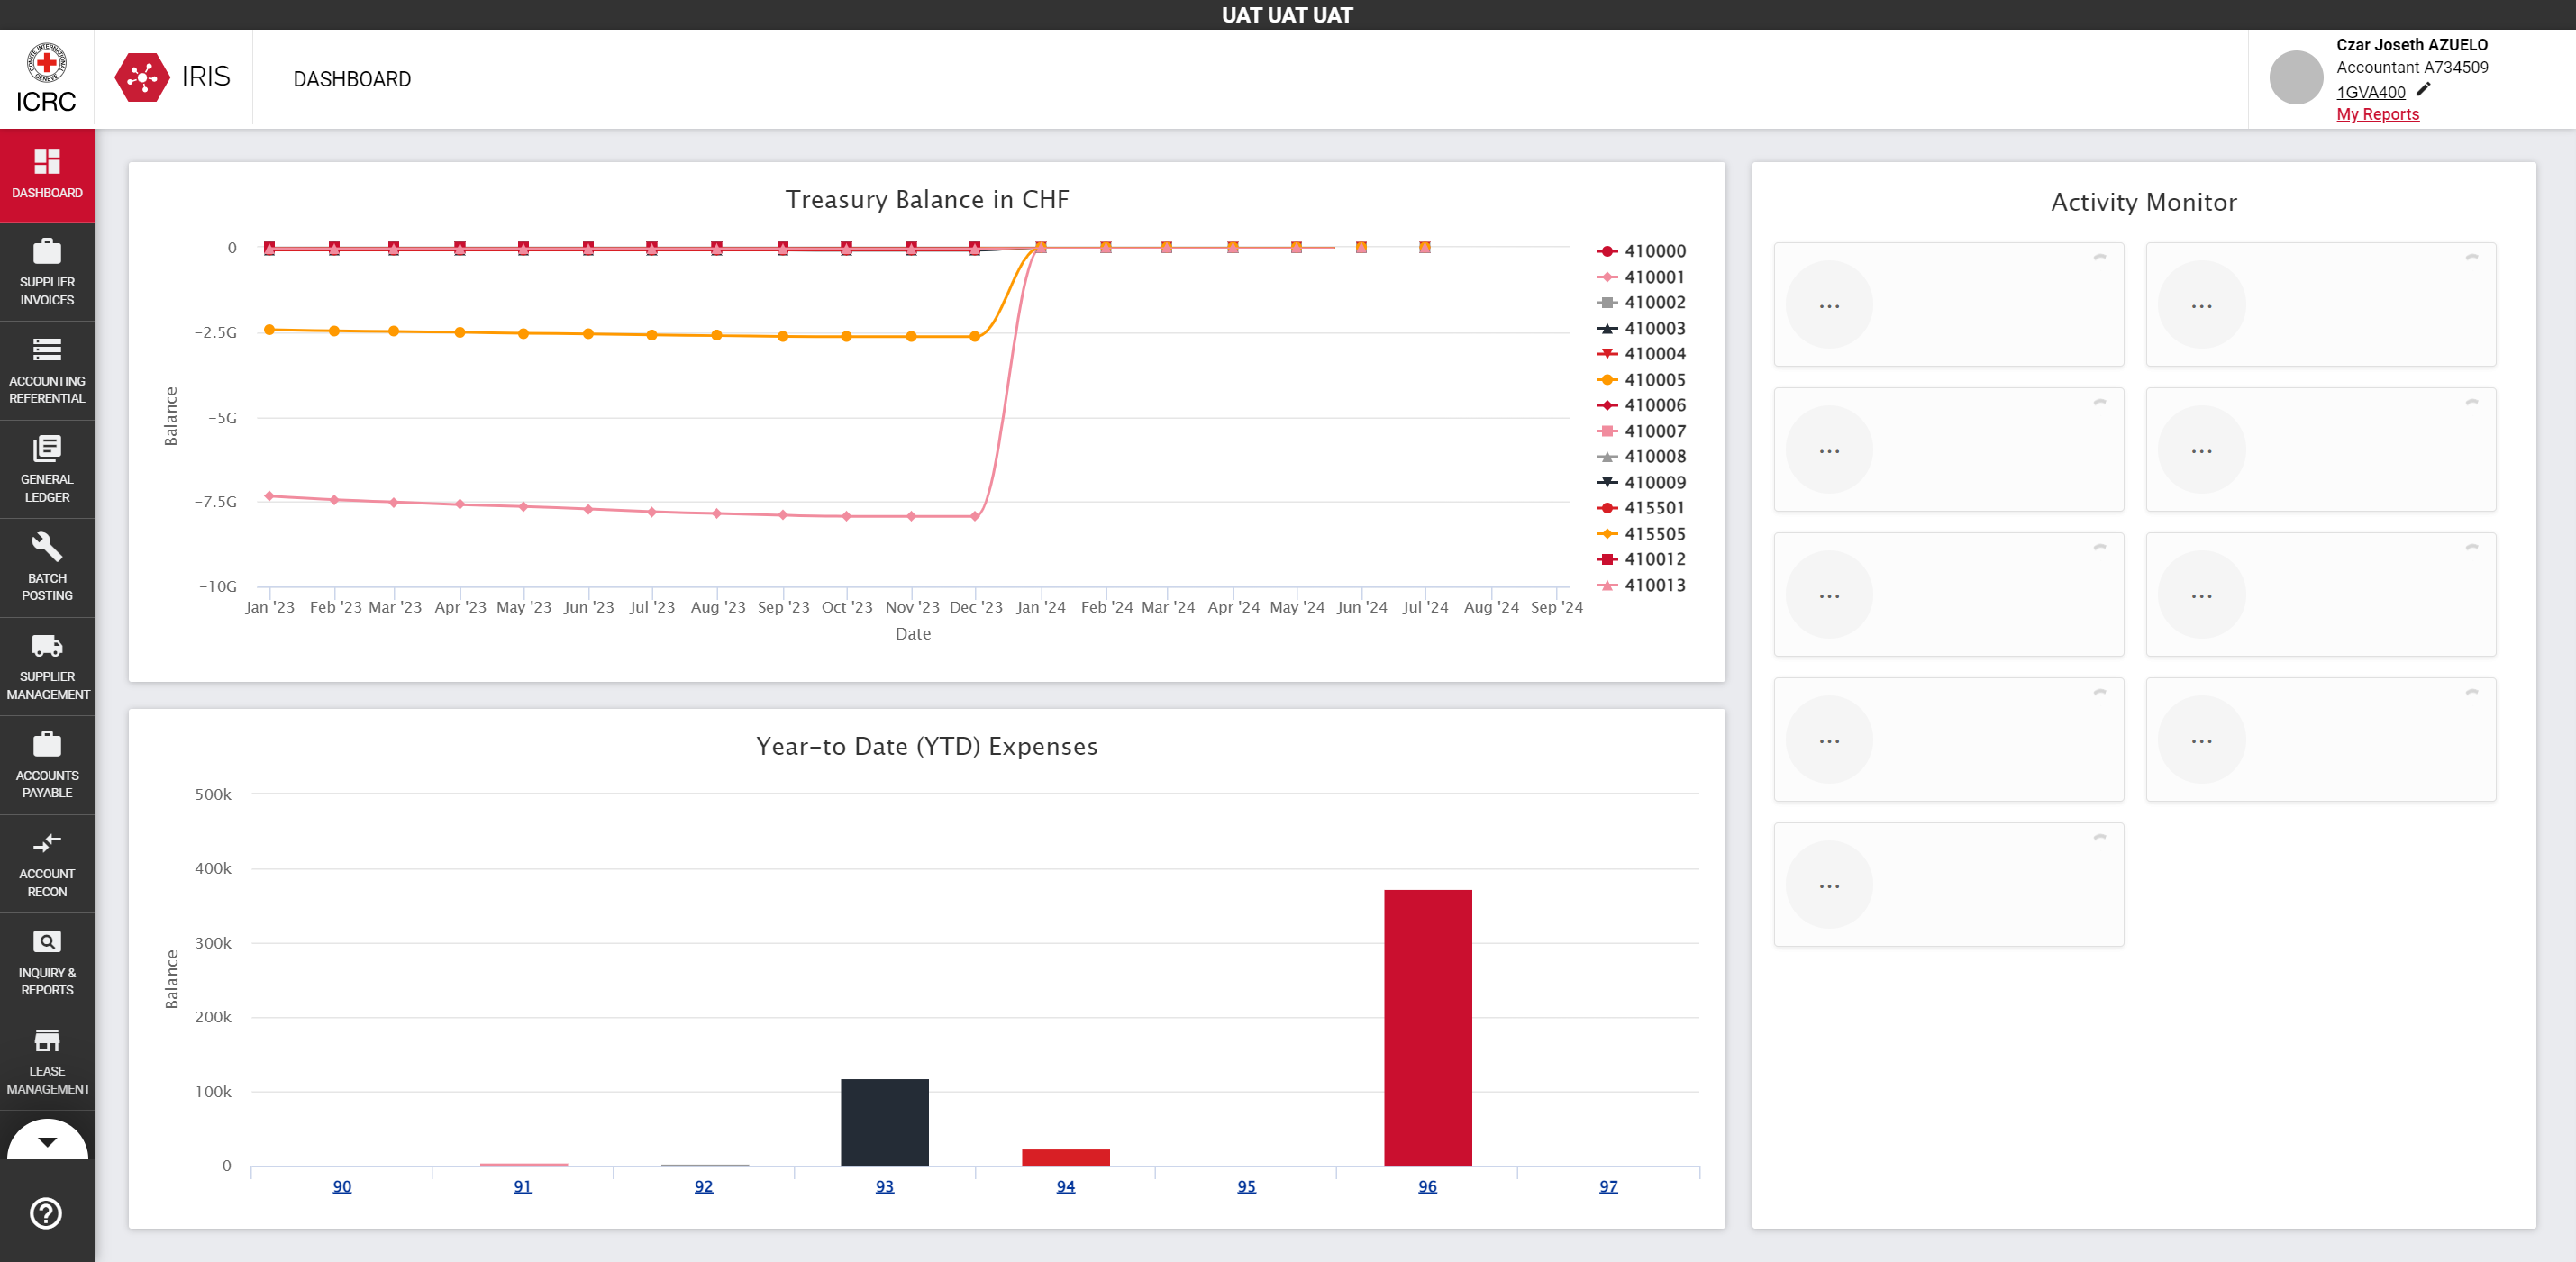 UAT UAT UAT
ICRC
IRIS
DASHBOARD
Czar Joseth AZUELO
Accountant A734509
1GVA400
My Reports
DASHBOARD
SUPPLIER
INVOICES
ACCOUNTING
REFERENTIAL
GENERAL
LEDGER
BATCH
POSTING
SUPPLIER
MANAGEMENT
ACCOUNTS
PAYABLE
ACCOUNT
RECON
INQUIRY &
REPORTS
LEASE
MANAGEMENT
Treasury Balance in CHF
Balance
0
-2.5G
-5G
-7.5G
-10G
Jan '23 Feb '23 Mar '23 Apr '23 May '23 Jun '23 Jul '23 Aug '23 Sep '23 Oct '23 Nov '23 Dec '23 Jan '24 Feb '24 Mar '24 Apr '24 May '24 Jun '24 Jul '24 Aug '24 Sep '24
Date
410000
410001
410002
410003
410004
410005
410006
410007
410008
410009
415501
415505
410012
410013
Year-to Date (YTD) Expenses
Balance
500k
400k
300k
200k
100k
0
90 91 92 93 94 95 96 97
Activity Monitor
... ...
... ...
... ...
... ...
...